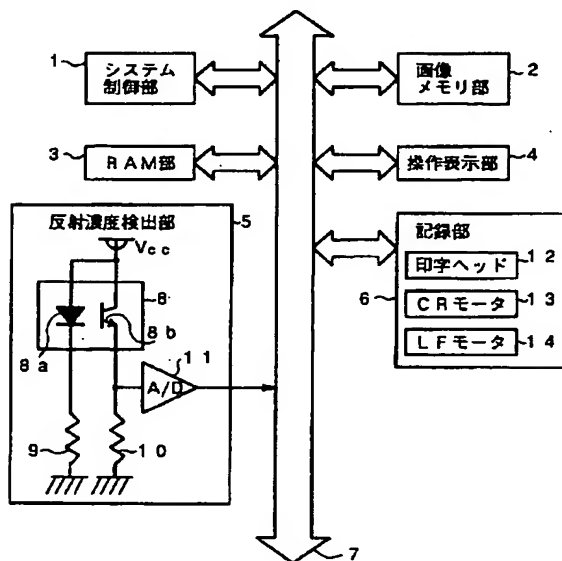 1
システム
制御部
画像
メモリ部
2
3
RAM部
操作表示部
4
反射濃度検出部
5
Vcc
8
8a
8b
11
A/D
9
10
記録部
印字ヘッド
12
6
CRモータ
13
LFモータ
14
7